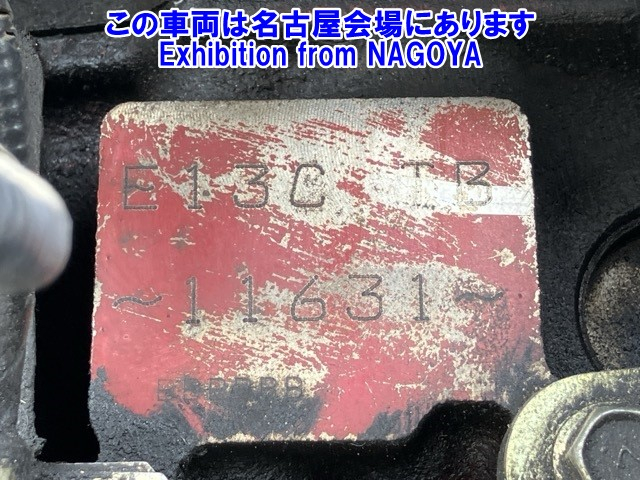 この車両は名古屋会場にあります
Exhibition from NAGOYA
E13C TB
~11631~